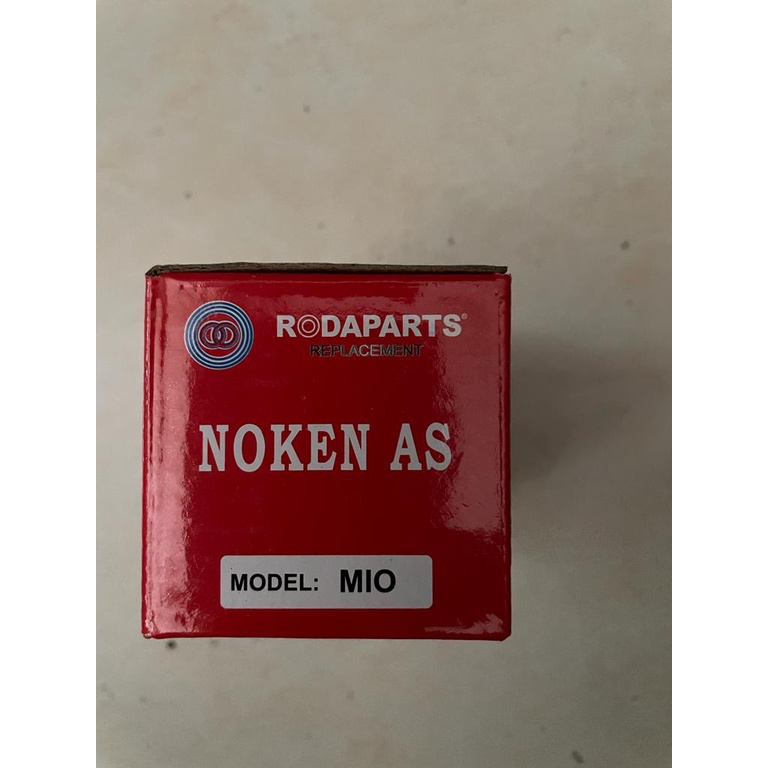 RODAPARTS®
REPLACEMENT
NOKEN AS
MODEL: MIO